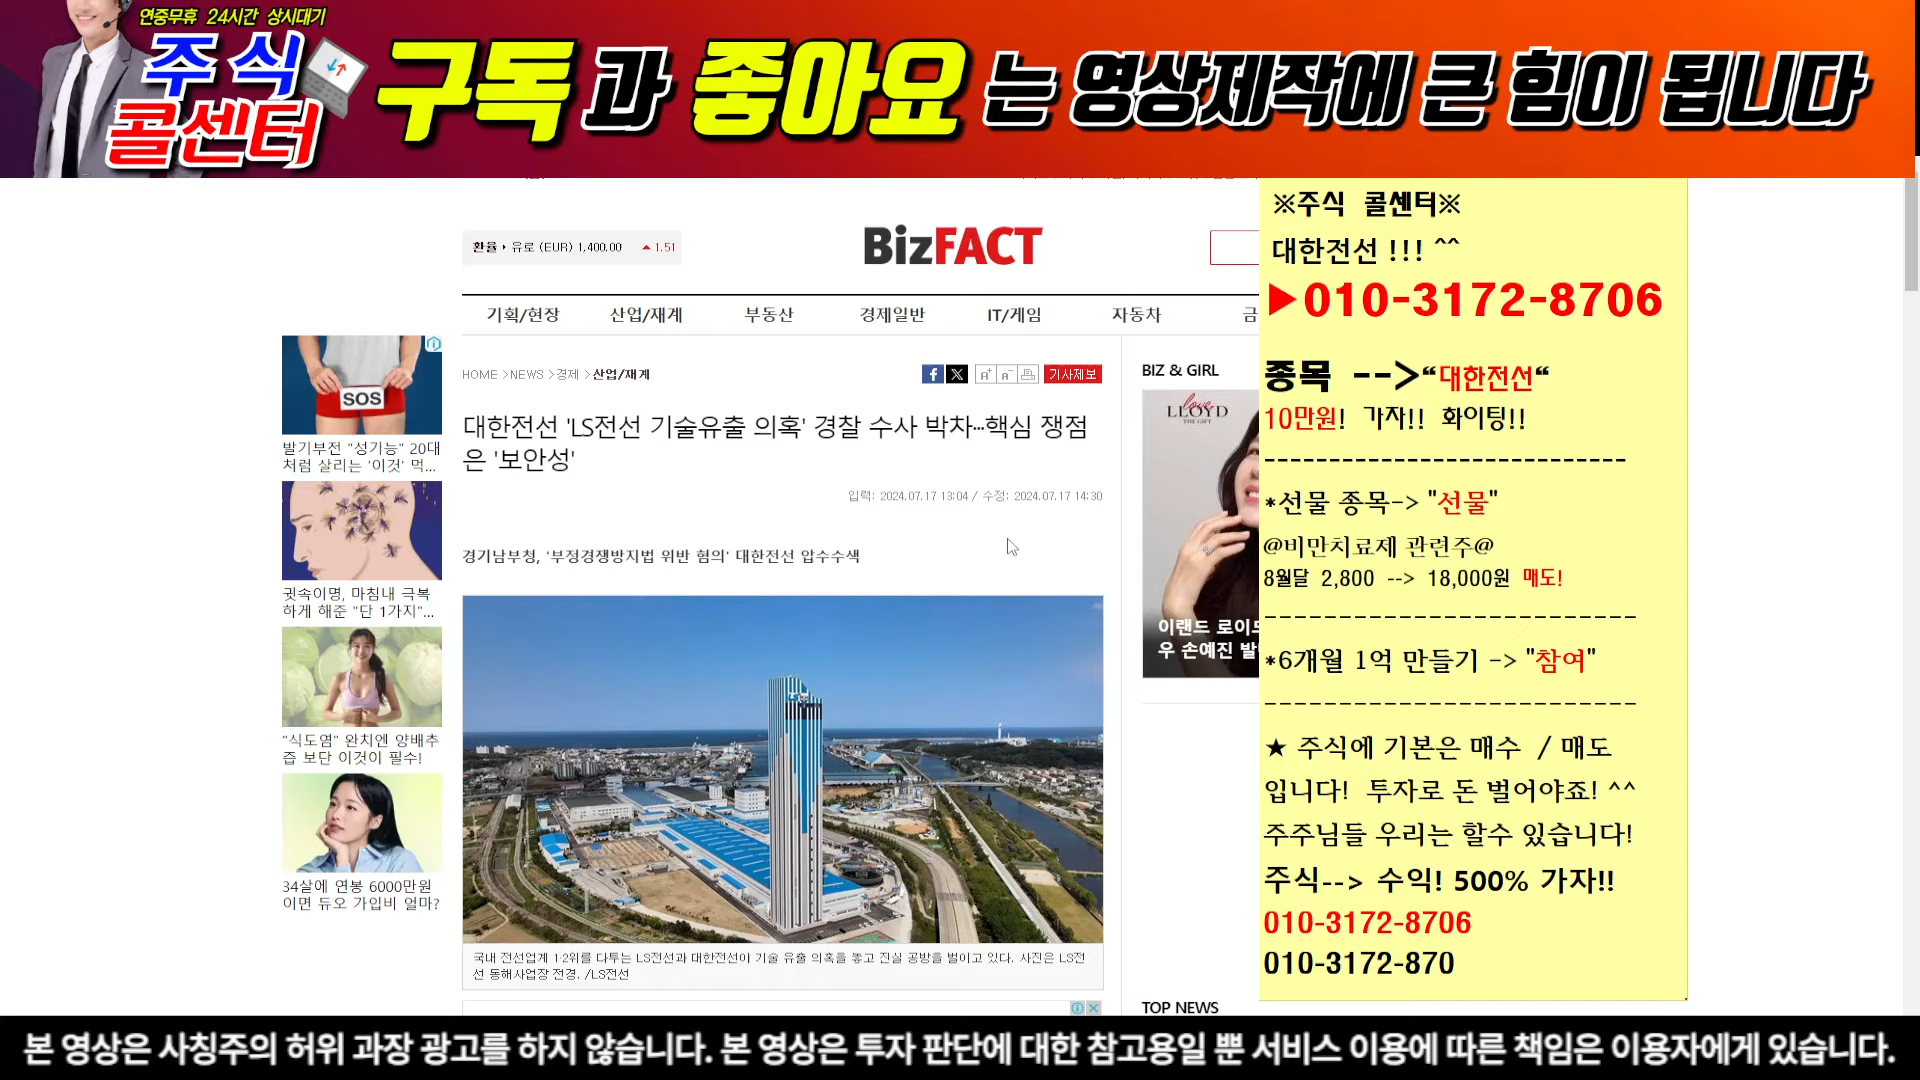 연중무휴 24시간 상시대기
주식
콜센터
구독과 좋아요는 영상제작에 큰 힘이 됩니다
환율 유로 (EUR) 1,400.00 ▲ 1.51
BizFACT
기획/현장 산업/재계 부동산 경제일반 IT/게임 자동차 금
HOME >NEWS >경제 >산업/재계
기사제보
대한전선 'LS전선 기술유출 의혹' 경찰 수사 박차…핵심 쟁점
은 '보안성'
입력: 2024.07.17 13:04 / 수정: 2024.07.17 14:30
경기남부청, '부정경쟁방지법 위반 혐의' 대한전선 압수수색
국내 전선업계 1·2위를 다투는 LS전선과 대한전선이 기술 유출 의혹을 놓고 진실 공방을 벌이고 있다. 사진은 LS전
선 동해사업장 전경. /LS전선
SOS
발기부전 "성기능" 20대
처럼 살리는 '이것' 먹...
귓속이명, 마침내 극복
하게 해준 "단 1가지"...
"식도염" 완치엔 양배추
즙 보단 이것이 필수!
34살에 연봉 6000만원
이면 듀오 가입비 얼마?
BIZ & GIRL
LLOYD
THE GIFT
이랜드 로이드
우 손예진 발
TOP NEWS
※주식 콜센터※
대한전선 !!! ^^
▶010-3172-8706
종목 -->“대한전선“
10만원! 가자!! 화이팅!!
----------------------------
*선물 종목-> "선물"
@비만치료제 관련주@
8월달 2,800 --> 18,000원 매도!
-------------------------
*6개월 1억 만들기 -> "참여"
-------------------------
★ 주식에 기본은 매수 / 매도
입니다! 투자로 돈 벌어야죠! ^^
주주님들 우리는 할수 있습니다!
주식--> 수익! 500% 가자!!
010-3172-8706
010-3172-870
본 영상은 사칭주의 허위 과장 광고를 하지 않습니다. 본 영상은 투자 판단에 대한 참고용일 뿐 서비스 이용에 따른 책임은 이용자에게 있습니다.